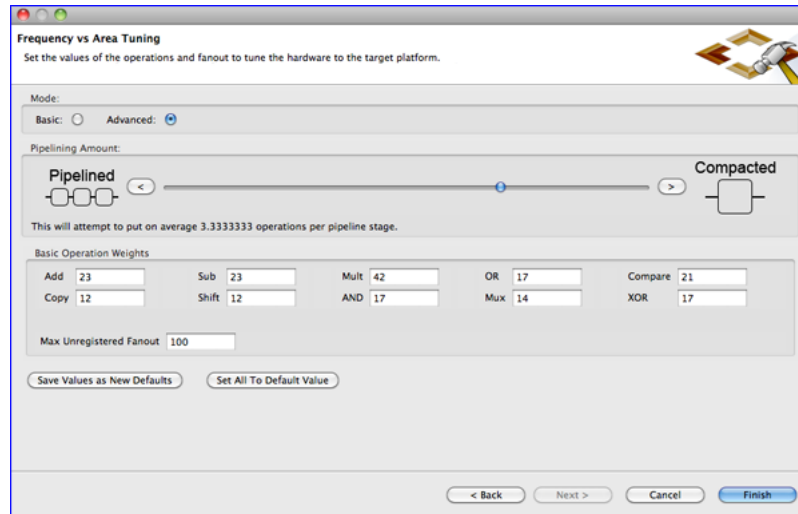 Frequency vs Area Tuning
Set the values of the operations and fanout to tune the hardware to the target platform.
Mode:
Basic: Advanced:
Pipelining Amount:
Pipelined < > Compacted
This will attempt to put on average 3.3333333 operations per pipeline stage.
Basic Operation Weights
Add 23 Sub 23 Mult 42 OR 17 Compare 21
Copy 12 Shift 12 AND 17 Mux 14 XOR 17
Max Unregistered Fanout 100
Save Values as New Defaults Set All To Default Value
< Back Next > Cancel Finish